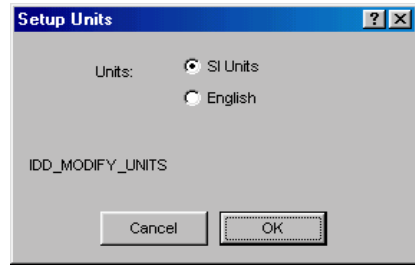 Setup Units
Units:
SI Units
English
IDD_MODIFY_UNITS
Cancel
OK